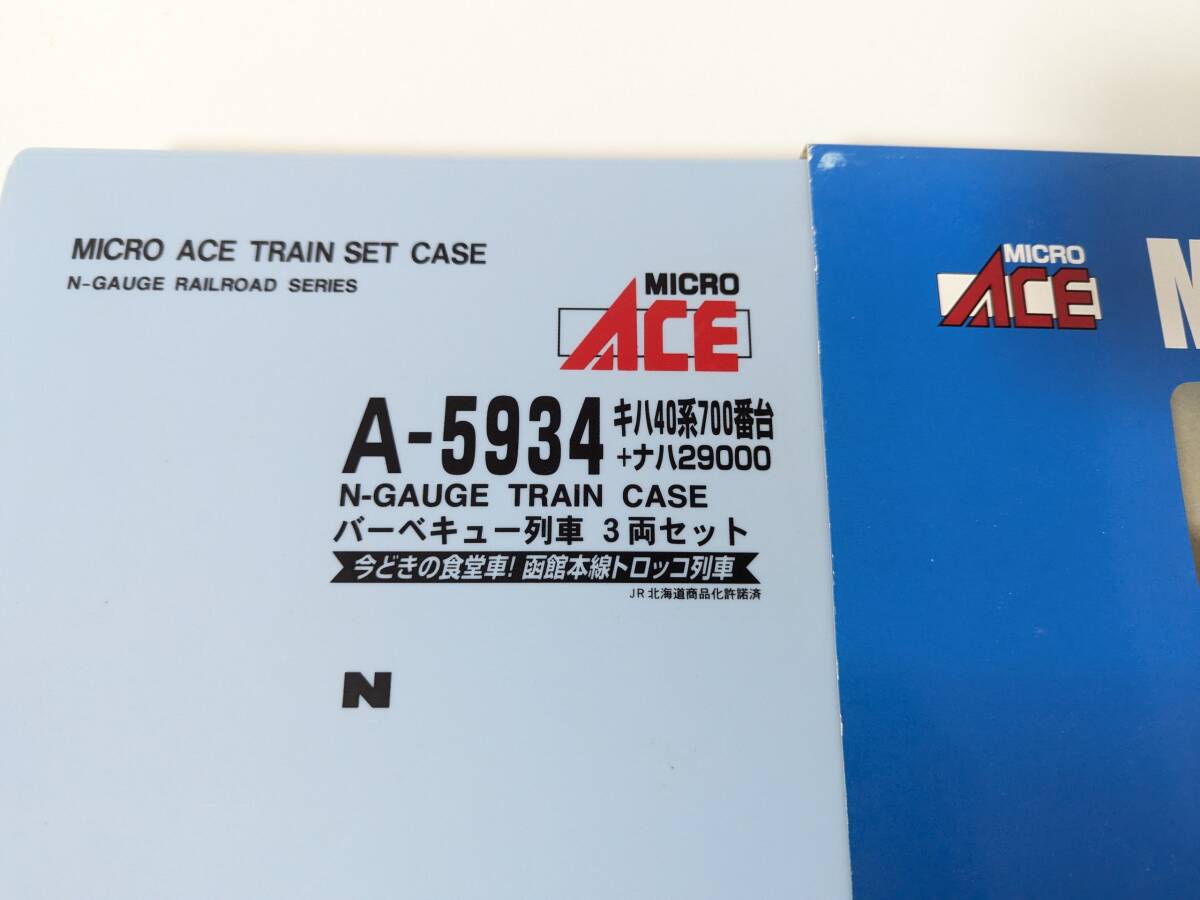 MICRO ACE TRAIN SET CASE
N-GAUGE RAILROAD SERIES
MICRO
ACE
A-5934 キハ40系700番台
+ナハ29000
N-GAUGE TRAIN CASE
バーベキュー列車 3両セット
今どきの食堂車!函館本線トロッコ列車
JR北海道商品化許諾済
N
MICRO
ACE
N